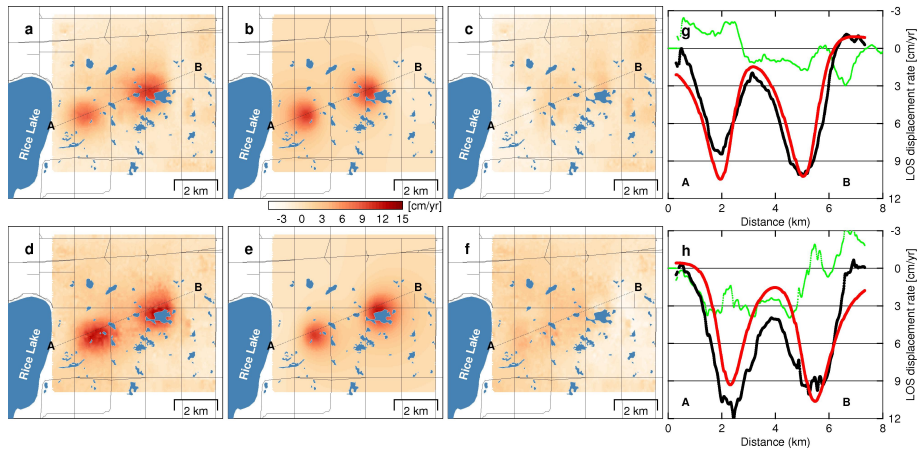 a
B
A
Rice Lake
2 km
b
B
A
Rice Lake
2 km
c
B
A
Rice Lake
2 km
[cm/yr]
-3 0 3 6 9 12 15
g
-3
0
3
6
9
12
LOS displacement rate [cm/yr]
A
B
0 2 4 6 8
Distance (km)
d
B
A
Rice Lake
2 km
e
B
A
Rice Lake
2 km
f
B
A
Rice Lake
2 km
h
-3
0
3
6
9
12
LOS displacement rate [cm/yr]
A
B
0 2 4 6 8
Distance (km)